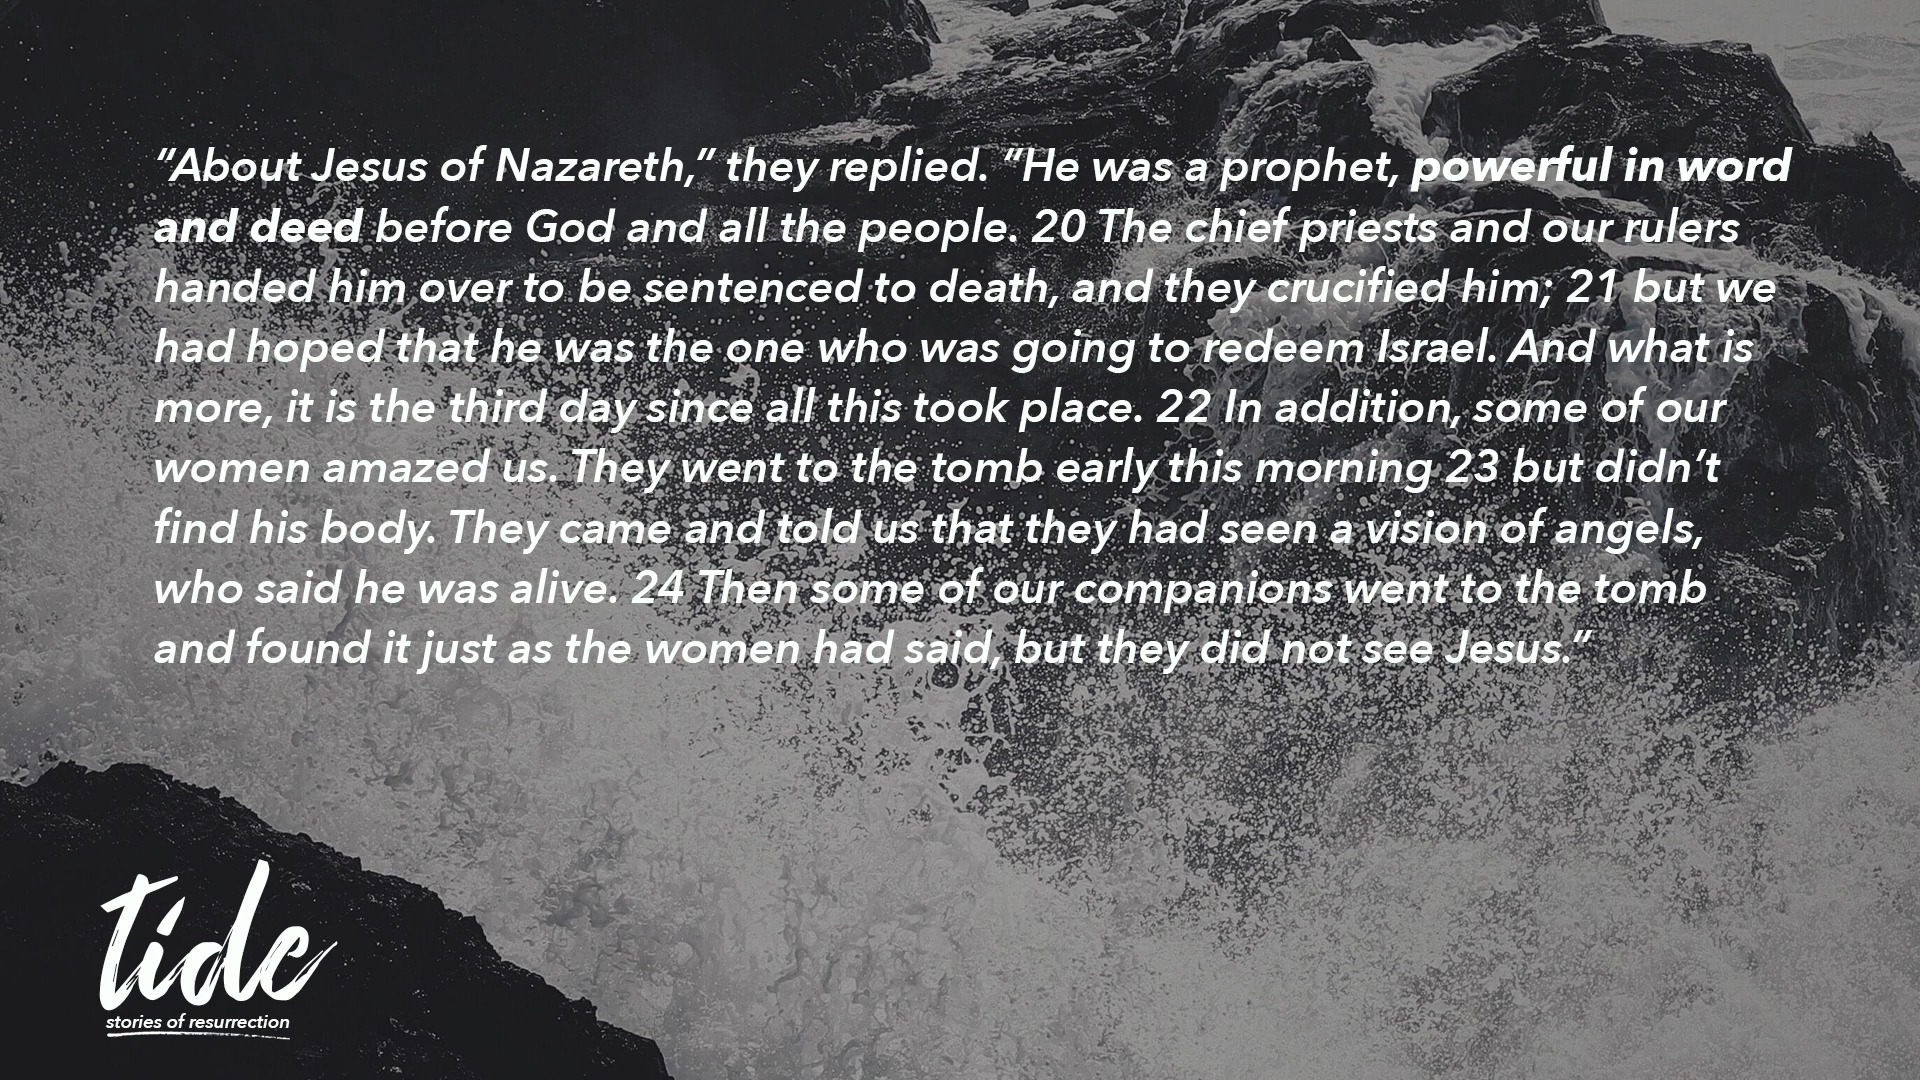 "About Jesus of Nazareth," they replied. "He was a prophet, powerful in word
and deed before God and all the people. 20 The chief priests and our rulers
handed him over to be sentenced to death, and they crucified him; 21 but we
had hoped that he was the one who was going to redeem Israel. And what is
more, it is the third day since all this took place. 22 In addition, some of our
women amazed us. They went to the tomb early this morning 23 but didn't
find his body. They came and told us that they had seen a vision of angels,
who said he was alive. 24 Then some of our companions went to the tomb
and found it just as the women had said, but they did not see Jesus."
tide
stories of resurrection